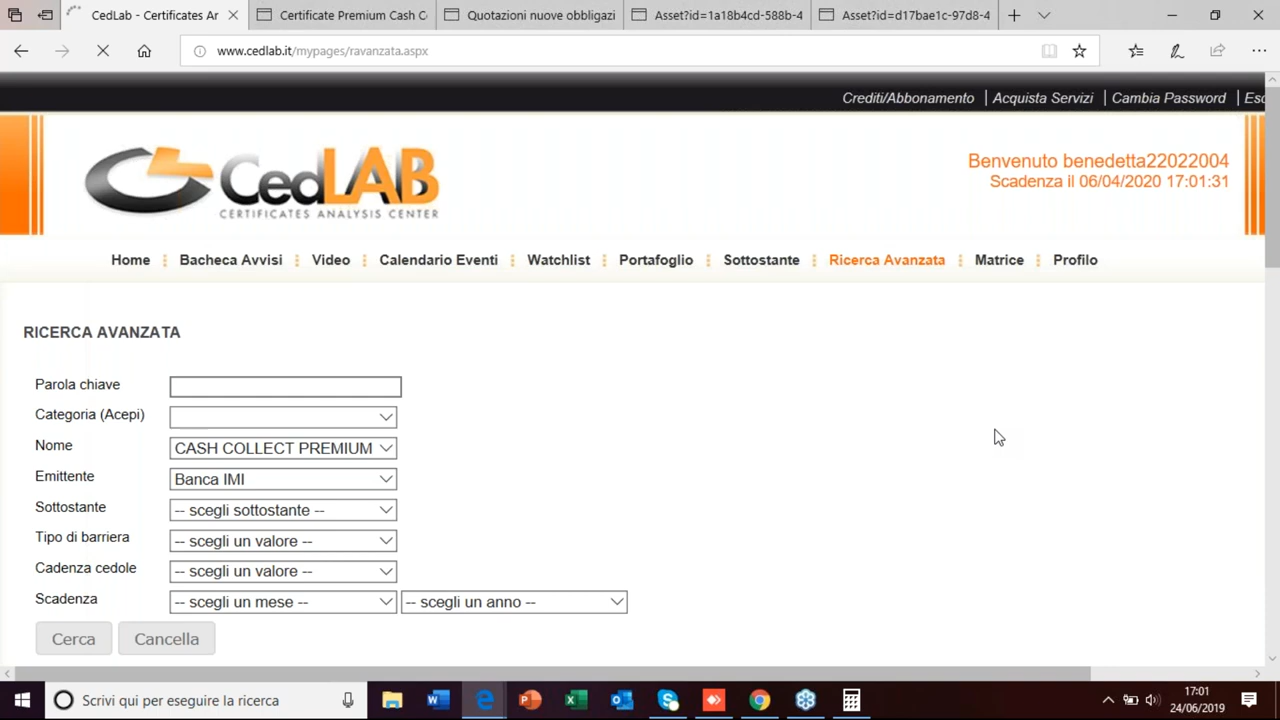 CedLab - Certificates Ar
Certificate Premium Cash C
Quotazioni nuove obbligazi
Asset?id=1a18b4cd-588b-4
Asset?id=d17bae1c-97d8-4
www.cedlab.it/mypages/ravanzata.aspx
Crediti/Abbonamento | Acquista Servizi | Cambia Password | Esc
CedLAB
CERTIFICATES ANALYSIS CENTER
Benvenuto benedetta22022004
Scadenza il 06/04/2020 17:01:31
Home Bacheca Avvisi Video Calendario Eventi Watchlist Portafoglio Sottostante Ricerca Avanzata Matrice Profilo
RICERCA AVANZATA
Parola chiave
Categoria (Acepi)
Nome CASH COLLECT PREMIUM
Emittente Banca IMI
Sottostante -- scegli sottostante --
Tipo di barriera -- scegli un valore --
Cadenza cedole -- scegli un valore --
Scadenza -- scegli un mese -- -- scegli un anno --
Cerca Cancella
Scrivi qui per eseguire la ricerca
17:01
24/06/2019